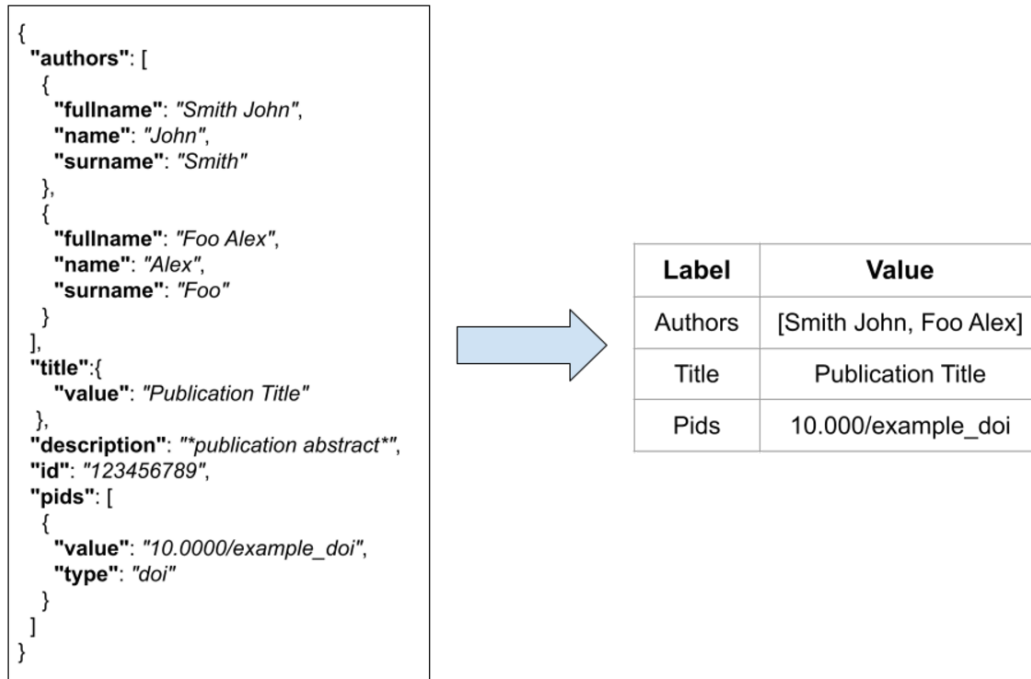 {
"authors": [
{
"fullname": "Smith John",
"name": "John",
"surname": "Smith"
},
{
"fullname": "Foo Alex",
"name": "Alex",
"surname": "Foo"
}
],
"title":{
"value": "Publication Title"
},
"description": "*publication abstract*",
"id": "123456789",
"pids": [
{
"value": "10.0000/example_doi",
"type": "doi"
}
]
}
Label Value
Authors [Smith John, Foo Alex]
Title Publication Title
Pids 10.000/example_doi